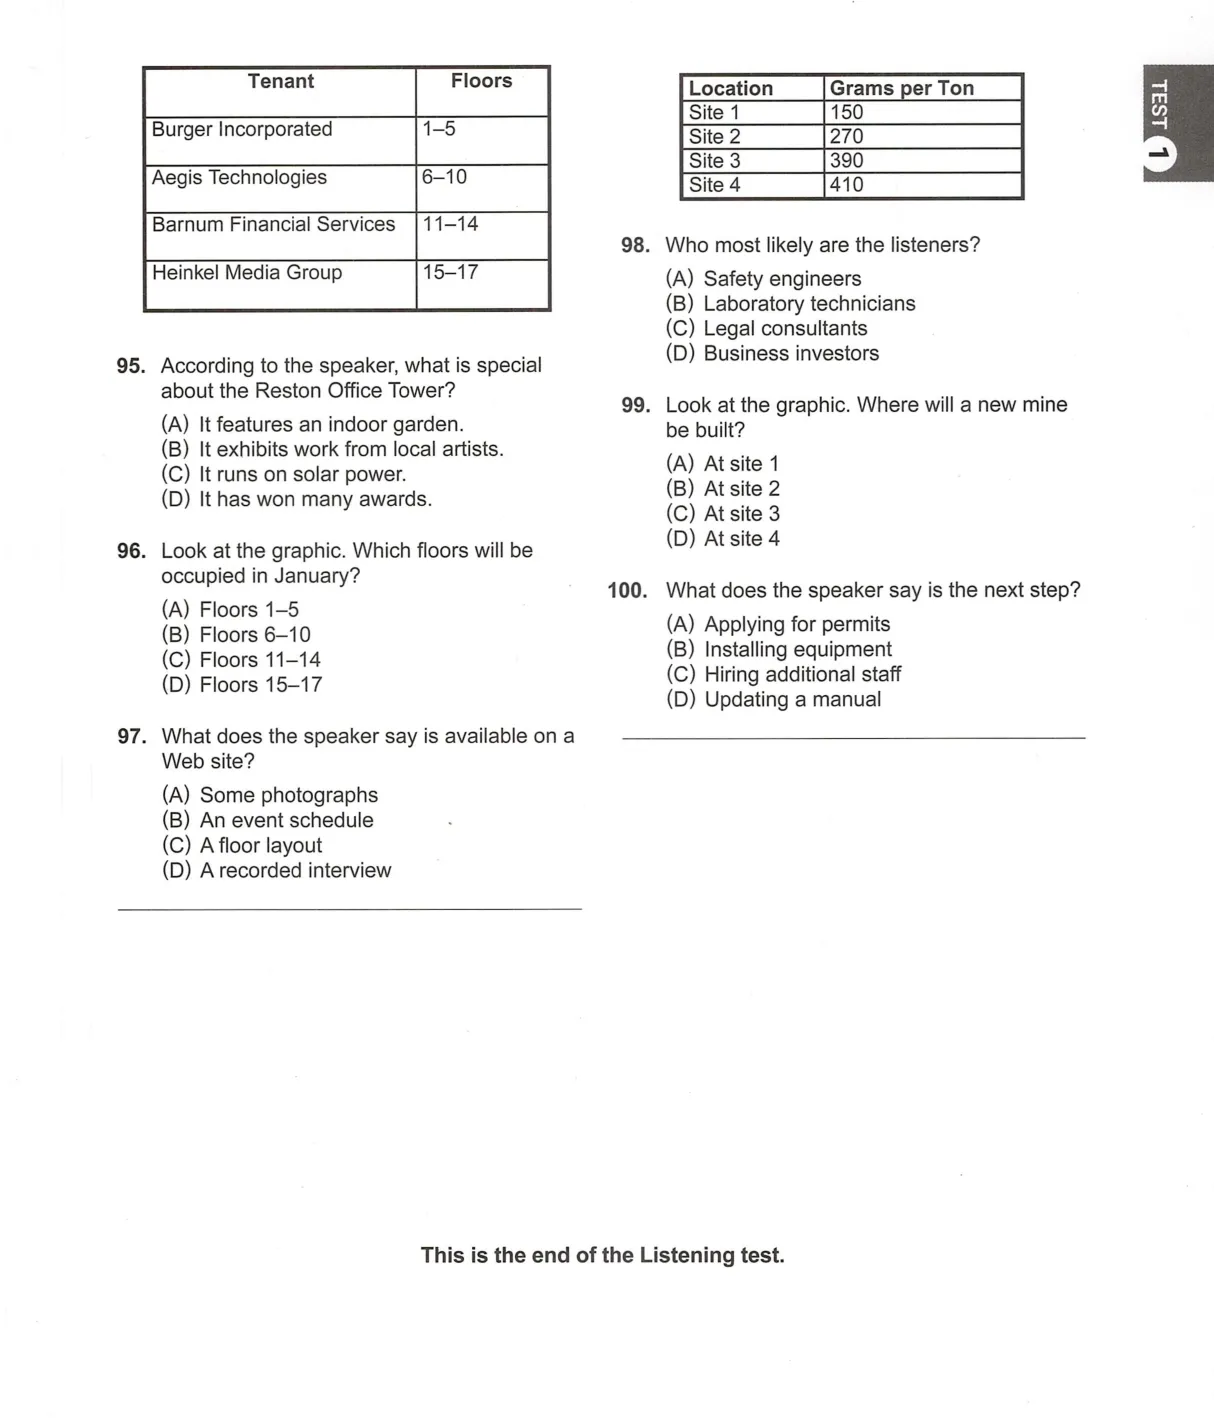 Tenant Floors
Burger Incorporated 1–5
Aegis Technologies 6–10
Barnum Financial Services 11–14
Heinkel Media Group 15–17
95. According to the speaker, what is special
about the Reston Office Tower?
(A) It features an indoor garden.
(B) It exhibits work from local artists.
(C) It runs on solar power.
(D) It has won many awards.
96. Look at the graphic. Which floors will be
occupied in January?
(A) Floors 1–5
(B) Floors 6–10
(C) Floors 11–14
(D) Floors 15–17
97. What does the speaker say is available on a
Web site?
(A) Some photographs
(B) An event schedule
(C) A floor layout
(D) A recorded interview
Location Grams per Ton
Site 1 150
Site 2 270
Site 3 390
Site 4 410
98. Who most likely are the listeners?
(A) Safety engineers
(B) Laboratory technicians
(C) Legal consultants
(D) Business investors
99. Look at the graphic. Where will a new mine
be built?
(A) At site 1
(B) At site 2
(C) At site 3
(D) At site 4
100. What does the speaker say is the next step?
(A) Applying for permits
(B) Installing equipment
(C) Hiring additional staff
(D) Updating a manual
TEST 1
This is the end of the Listening test.